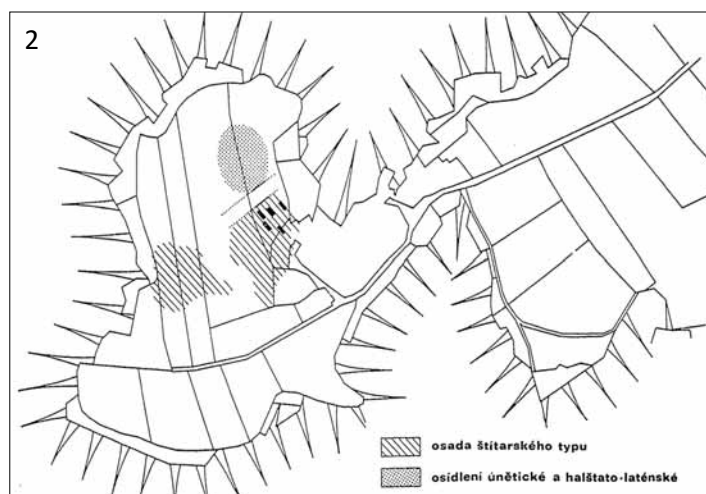 2
osada štítarského typu
osídlení únětické a halštato-laténské